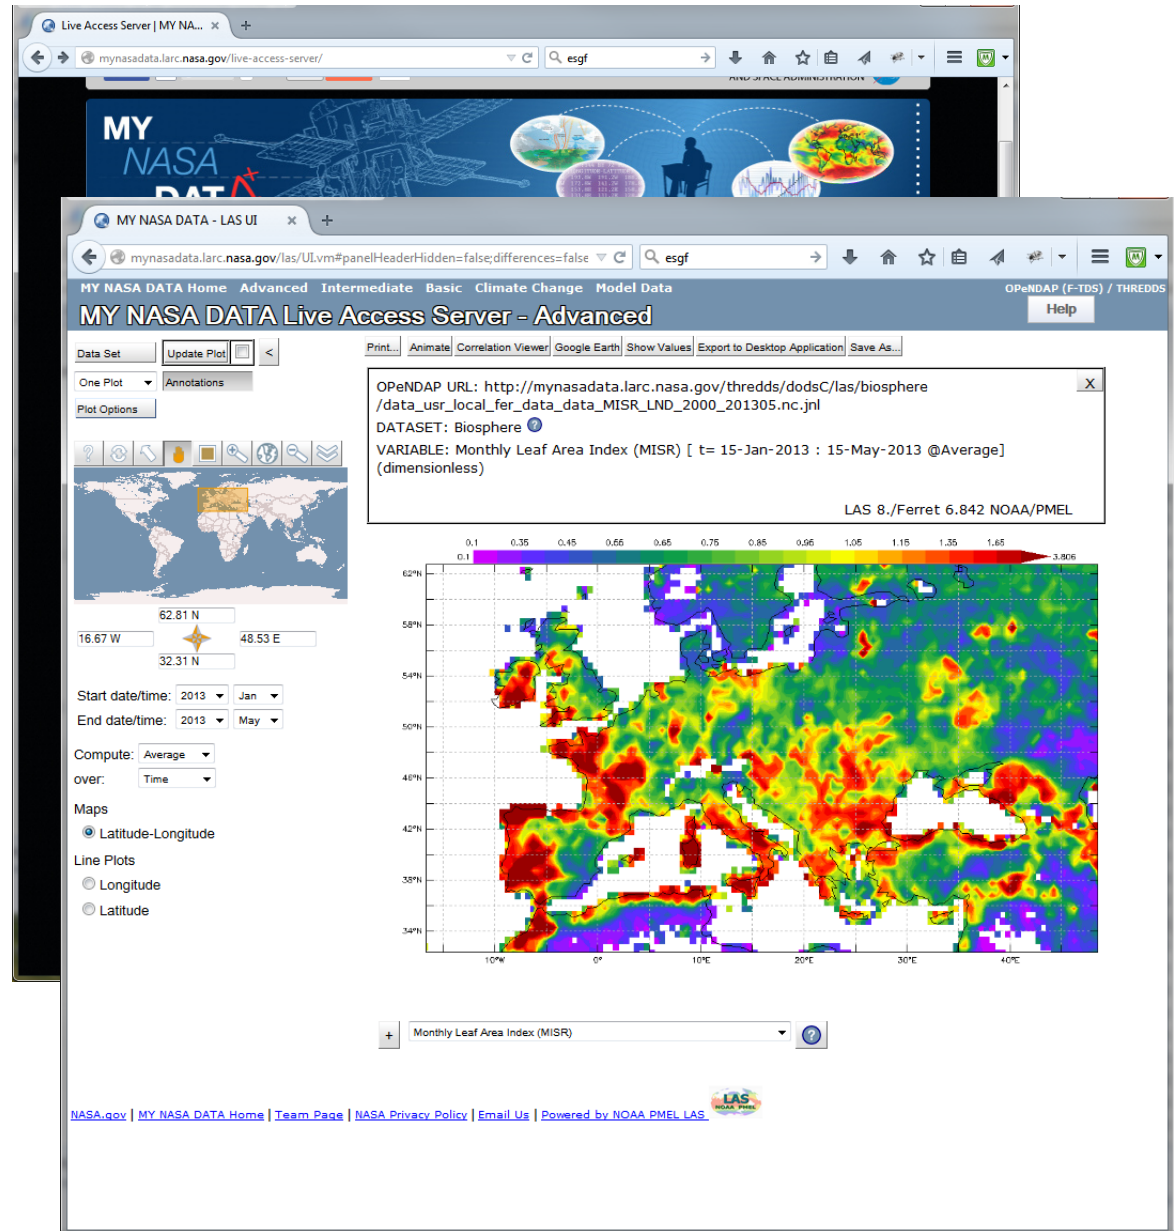 Live Access Server | MY NA... × +
mynasadata.larc.nasa.gov/live-access-server/
esgf
AND SPACE ADMINISTRATION
MY
NASA
DAT
MY NASA DATA - LAS UI × +
mynasadata.larc.nasa.gov/las/UI.vm#panelHeaderHidden=false;differences=false
esgf
MY NASA DATA Home Advanced Intermediate Basic Climate Change Model Data
OPeNDAP (F-TDS) / THREDDS
MY NASA DATA Live Access Server - Advanced
Help
Data Set Update Plot <
Print... Animate Correlation Viewer Google Earth Show Values Export to Desktop Application Save As...
One Plot Annotations
Plot Options
OPeNDAP URL: http://mynasadata.larc.nasa.gov/thredds/dodsC/las/biosphere
/data_usr_local_fer_data_data_MISR_LND_2000_201305.nc.jnl
X
DATASET: Biosphere ?
VARIABLE: Monthly Leaf Area Index (MISR) [ t= 15-Jan-2013 : 15-May-2013 @Average]
(dimensionless)
LAS 8./Ferret 6.842 NOAA/PMEL
62.81 N
16.67 W 48.53 E
32.31 N
Start date/time: 2013 Jan
End date/time: 2013 May
Compute: Average
over: Time
Maps
Latitude-Longitude
Line Plots
Longitude
Latitude
0.1 0.35 0.45 0.55 0.65 0.75 0.85 0.95 1.05 1.15 1.35 1.65
0.1 3.806
62°N
58°N
54°N
50°N
46°N
42°N
38°N
34°N
10°W 0° 10°E 20°E 30°E 40°E
+ Monthly Leaf Area Index (MISR) ?
LAS
NOAA PMEL
NASA.gov | MY NASA DATA Home | Team Page | NASA Privacy Policy | Email Us | Powered by NOAA PMEL LAS